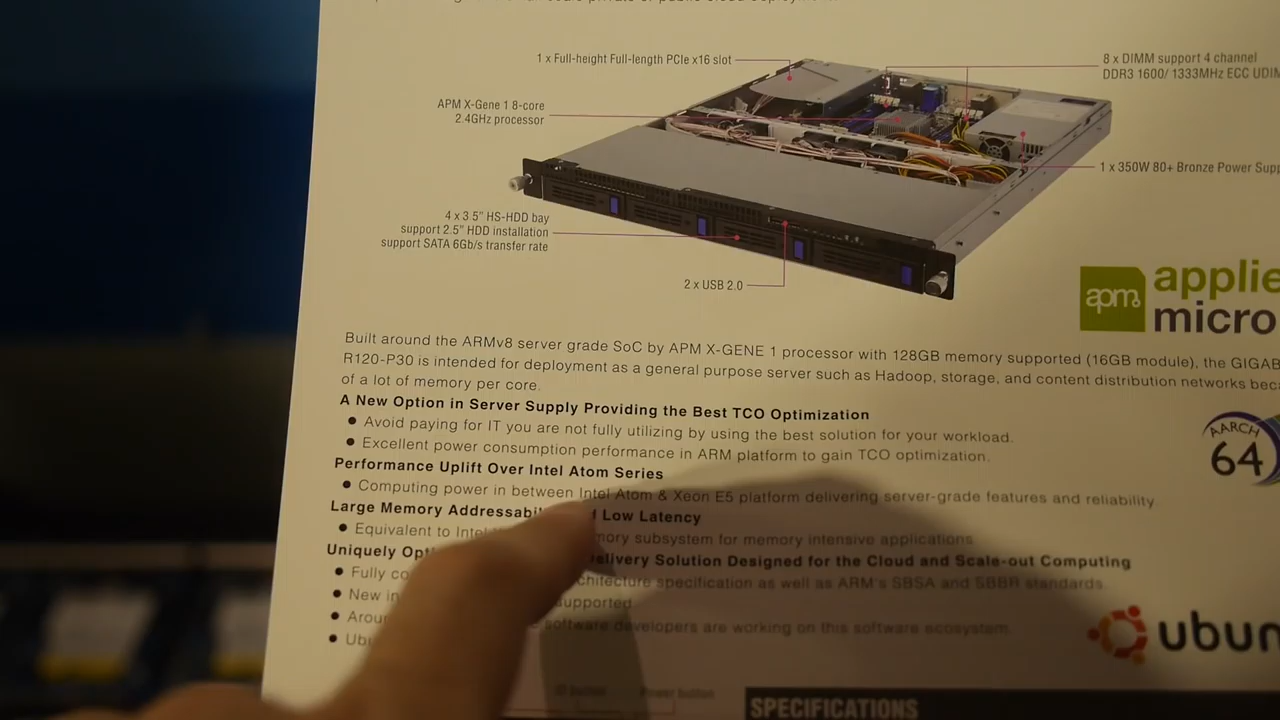 1 x Full-height Full-length PCIe x16 slot
8 x DIMM support 4 channel
DDR3 1600/ 1333MHz ECC
APM X-Gene 1 8-core
2.4GHz processor
1 x 350W 80+ Bronze Power
4 x 3.5" HS-HDD bay
support 2.5" HDD installation
support SATA 6Gb/s transfer rate
2 x USB 2.0
apm
micro
Built around the ARMv8 server grade SoC by APM X-GENE 1 processor with 128GB memory supported (16GB module), the
R120-P30 is intended for deployment as a general purpose server such as Hadoop, storage, and content distribution networks
of a lot of memory per core.
A New Option in Server Supply Providing the Best TCO Optimization
• Avoid paying for IT you are not fully utilizing by using the best solution for your workload.
• Excellent power consumption performance in ARM platform to gain TCO optimization.
AARCH
64
Performance Uplift Over Intel Atom Series
• Computing power in between Intel Atom & Xeon E5 platform delivering server-grade features and reliability.
Large Memory Low Latency
• Equivalent to subsystem for memory intensive applications.
Uniquely Solution Designed for the Cloud and Scale-out Computing
• Fully specification as well as ARM's SBSA and SBBR standards.
• New supported
• software developers are working on this software ecosystem.
Power button
SPECIFICATIONS